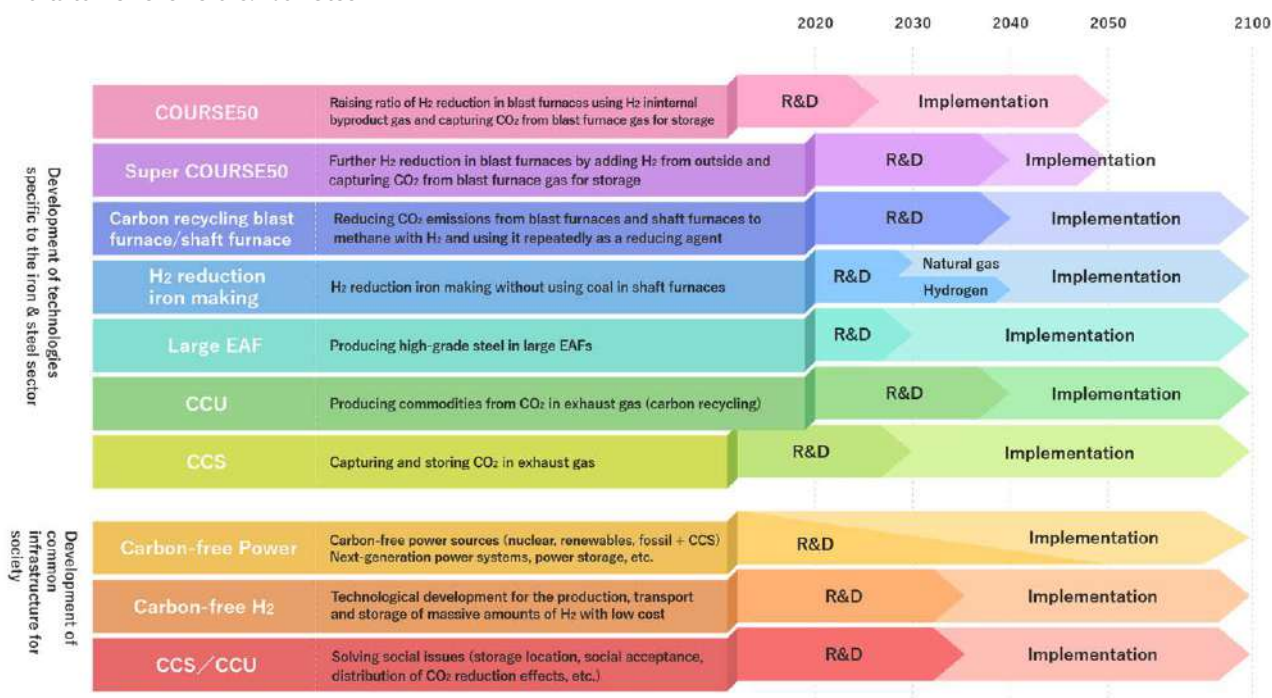 2020 2030 2040 2050 2100
Development of technologies
specific to the iron & steel sector
COURSE50
Raising ratio of H2 reduction in blast furnaces using H2 ininternal
byproduct gas and capturing CO2 from blast furnace gas for storage
R&D
Implementation
Super COURSE50
Further H2 reduction in blast furnaces by adding H2 from outside and
capturing CO2 from blast furnace gas for storage
R&D
Implementation
Carbon recycling blast
furnace/shaft furnace
Reducing CO2 emissions from blast furnaces and shaft furnaces to
methane with H2 and using it repeatedly as a reducing agent
R&D
Implementation
H2 reduction
iron making
H2 reduction iron making without using coal in shaft furnaces
R&D
Natural gas
Hydrogen
Implementation
Large EAF
Producing high-grade steel in large EAFs
R&D
Implementation
CCU
Producing commodities from CO2 in exhaust gas (carbon recycling)
R&D
Implementation
CCS
Capturing and storing CO2 in exhaust gas
R&D
Implementation
Development of
common
infrastructure for
society
Carbon-free Power
Carbon-free power sources (nuclear, renewables, fossil + CCS)
Next-generation power systems, power storage, etc.
R&D
Implementation
Carbon-free H2
Technological development for the production, transport
and storage of massive amounts of H2 with low cost
R&D
Implementation
CCS／CCU
Solving social issues (storage location, social acceptance,
distribution of CO2 reduction effects, etc.)
R&D
Implementation